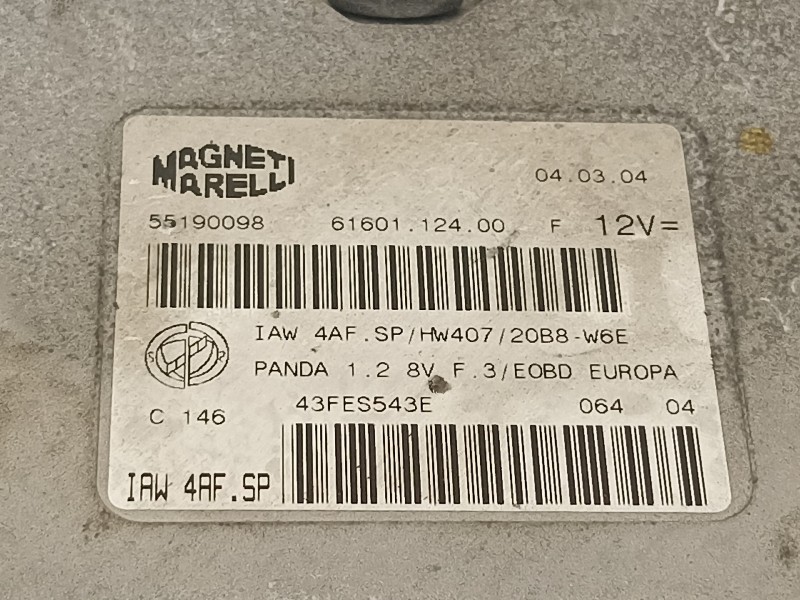 MAGNETI
MARELLI
04.03.04
55190098 61601.124.00 F 12V=
IAW 4AF.SP/HW407/20B8-W6E
PANDA 1.2 8V F.3/EOBD EUROPA
C 146 43FES543E 064 04
IAW 4AF.SP